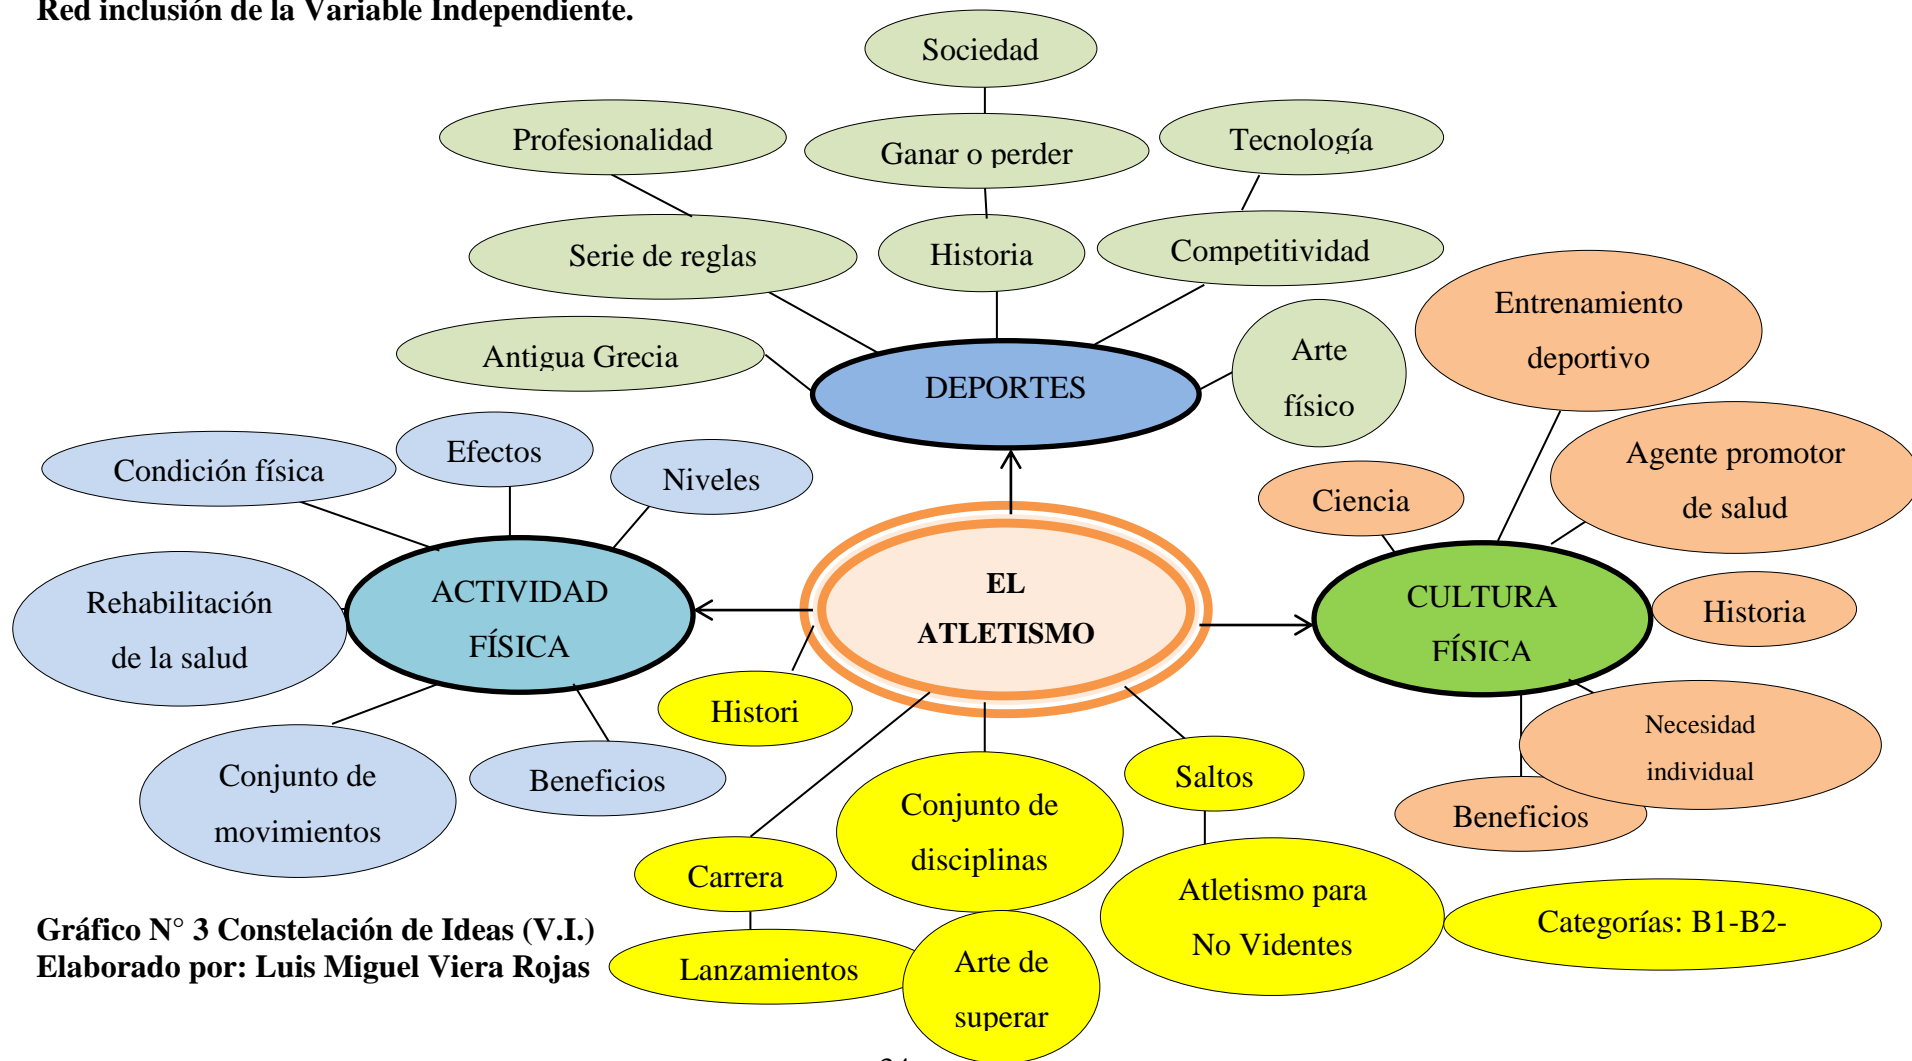 Red inclusión de la Variable Independiente.
Sociedad
Profesionalidad
Ganar o perder
Tecnología
Serie de reglas
Historia
Competitividad
Antigua Grecia
DEPORTES
Arte
físico
Entrenamiento
deportivo
Condición física
Efectos
Niveles
Ciencia
Agente promotor
de salud
Rehabilitación
de la salud
ACTIVIDAD
FÍSICA
EL
ATLETISMO
CULTURA
FÍSICA
Historia
Histori
Conjunto de
movimientos
Beneficios
Saltos
Necesidad
individual
Beneficios
Conjunto de
disciplinas
Carrera
Atletismo para
No Videntes
Categorías: B1-B2-
Lanzamientos
Arte de
superar
Gráfico N° 3 Constelación de Ideas (V.I.)
Elaborado por: Luis Miguel Viera Rojas